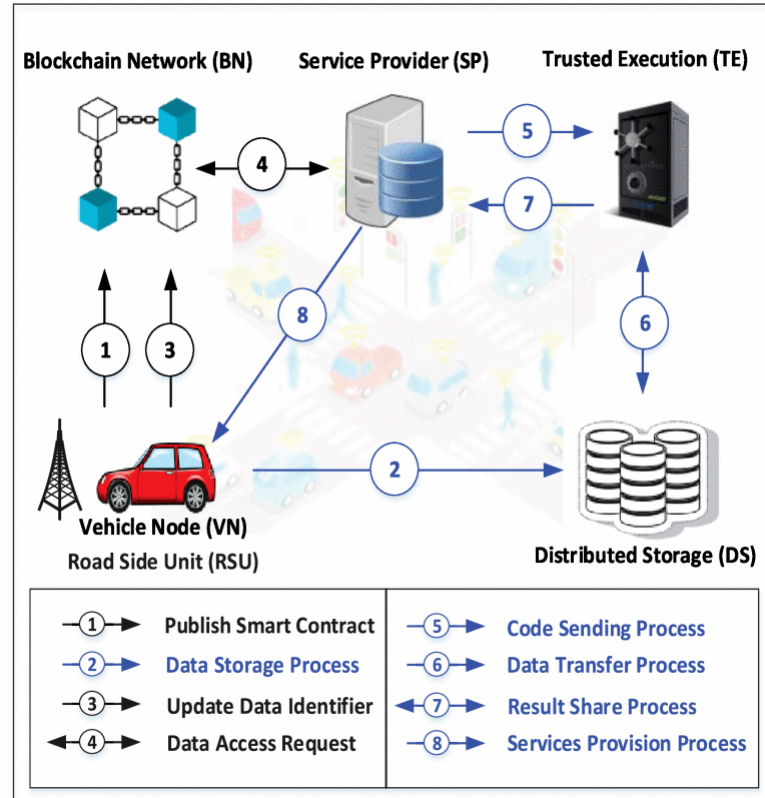 Blockchain Network (BN)
Service Provider (SP)
Trusted Execution (TE)
4
5
7
1
3
8
6
2
Vehicle Node (VN)
Road Side Unit (RSU)
Distributed Storage (DS)
1 Publish Smart Contract
2 Data Storage Process
3 Update Data Identifier
4 Data Access Request
5 Code Sending Process
6 Data Transfer Process
7 Result Share Process
8 Services Provision Process